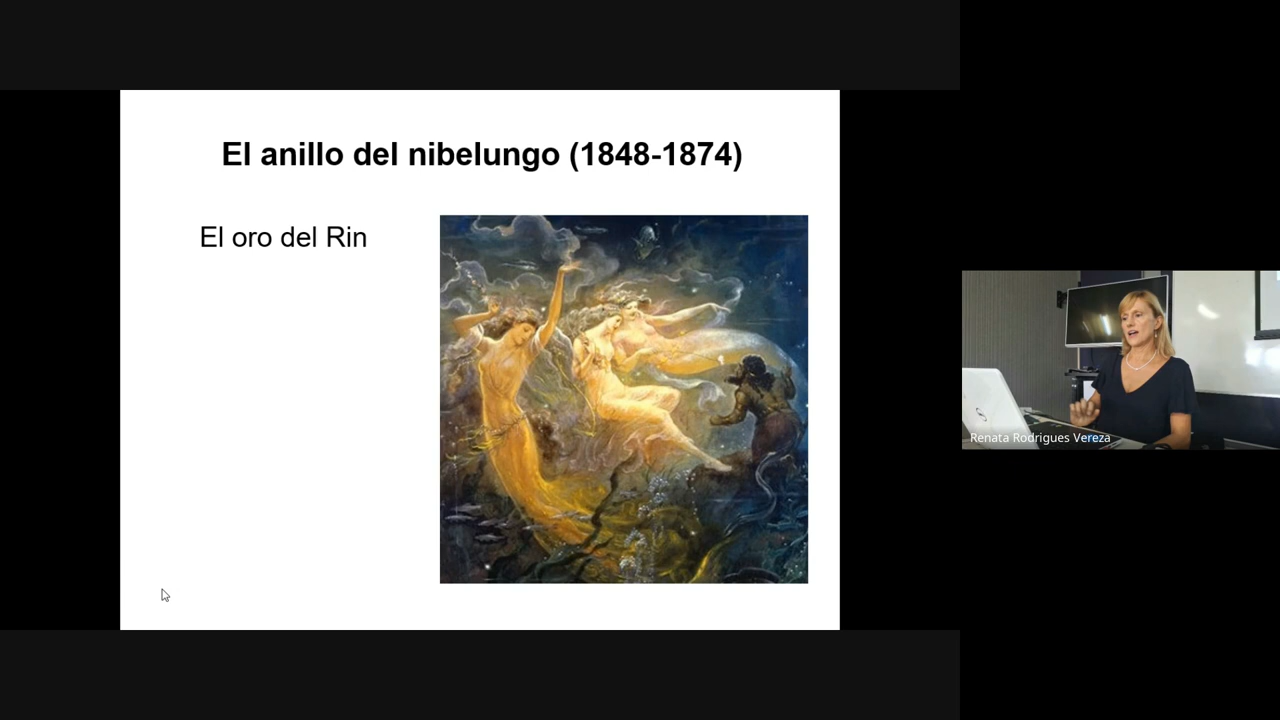 El anillo del nibelungo (1848-1874)
El oro del Rin
Renata Rodrigues Vereza